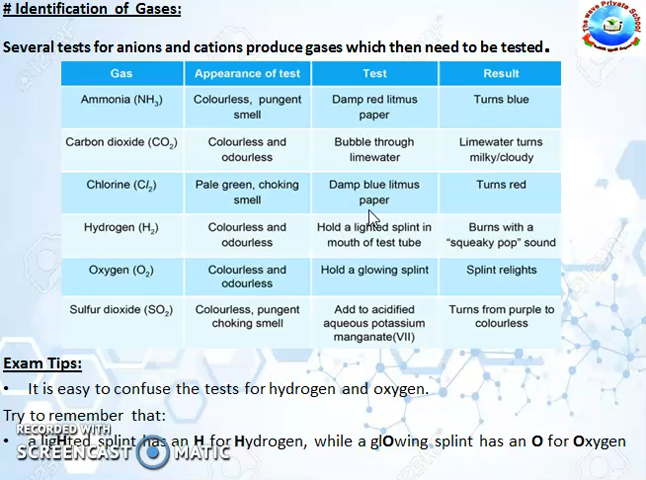 # Identification of Gases:
The wave Private School
Several tests for anions and cations produce gases which then need to be tested.
Gas Appearance of test Test Result
Ammonia (NH3) Colourless, pungent smell Damp red litmus paper Turns blue
Carbon dioxide (CO2) Colourless and odourless Bubble through limewater Limewater turns milky/cloudy
Chlorine (Cl2) Pale green, choking smell Damp blue litmus paper Turns red
Hydrogen (H2) Colourless and odourless Hold a lighted splint in mouth of test tube Burns with a “squeaky pop” sound
Oxygen (O2) Colourless and odourless Hold a glowing splint Splint relights
Sulfur dioxide (SO2) Colourless, pungent choking smell Add to acidified aqueous potassium manganate(VII) Turns from purple to colourless
Exam Tips:
• It is easy to confuse the tests for hydrogen and oxygen.
Try to remember that:
• a ligHted splint has an H for Hydrogen, while a glOwing splint has an O for Oxygen
RECORDED WITH
SCREENCAST MATIC